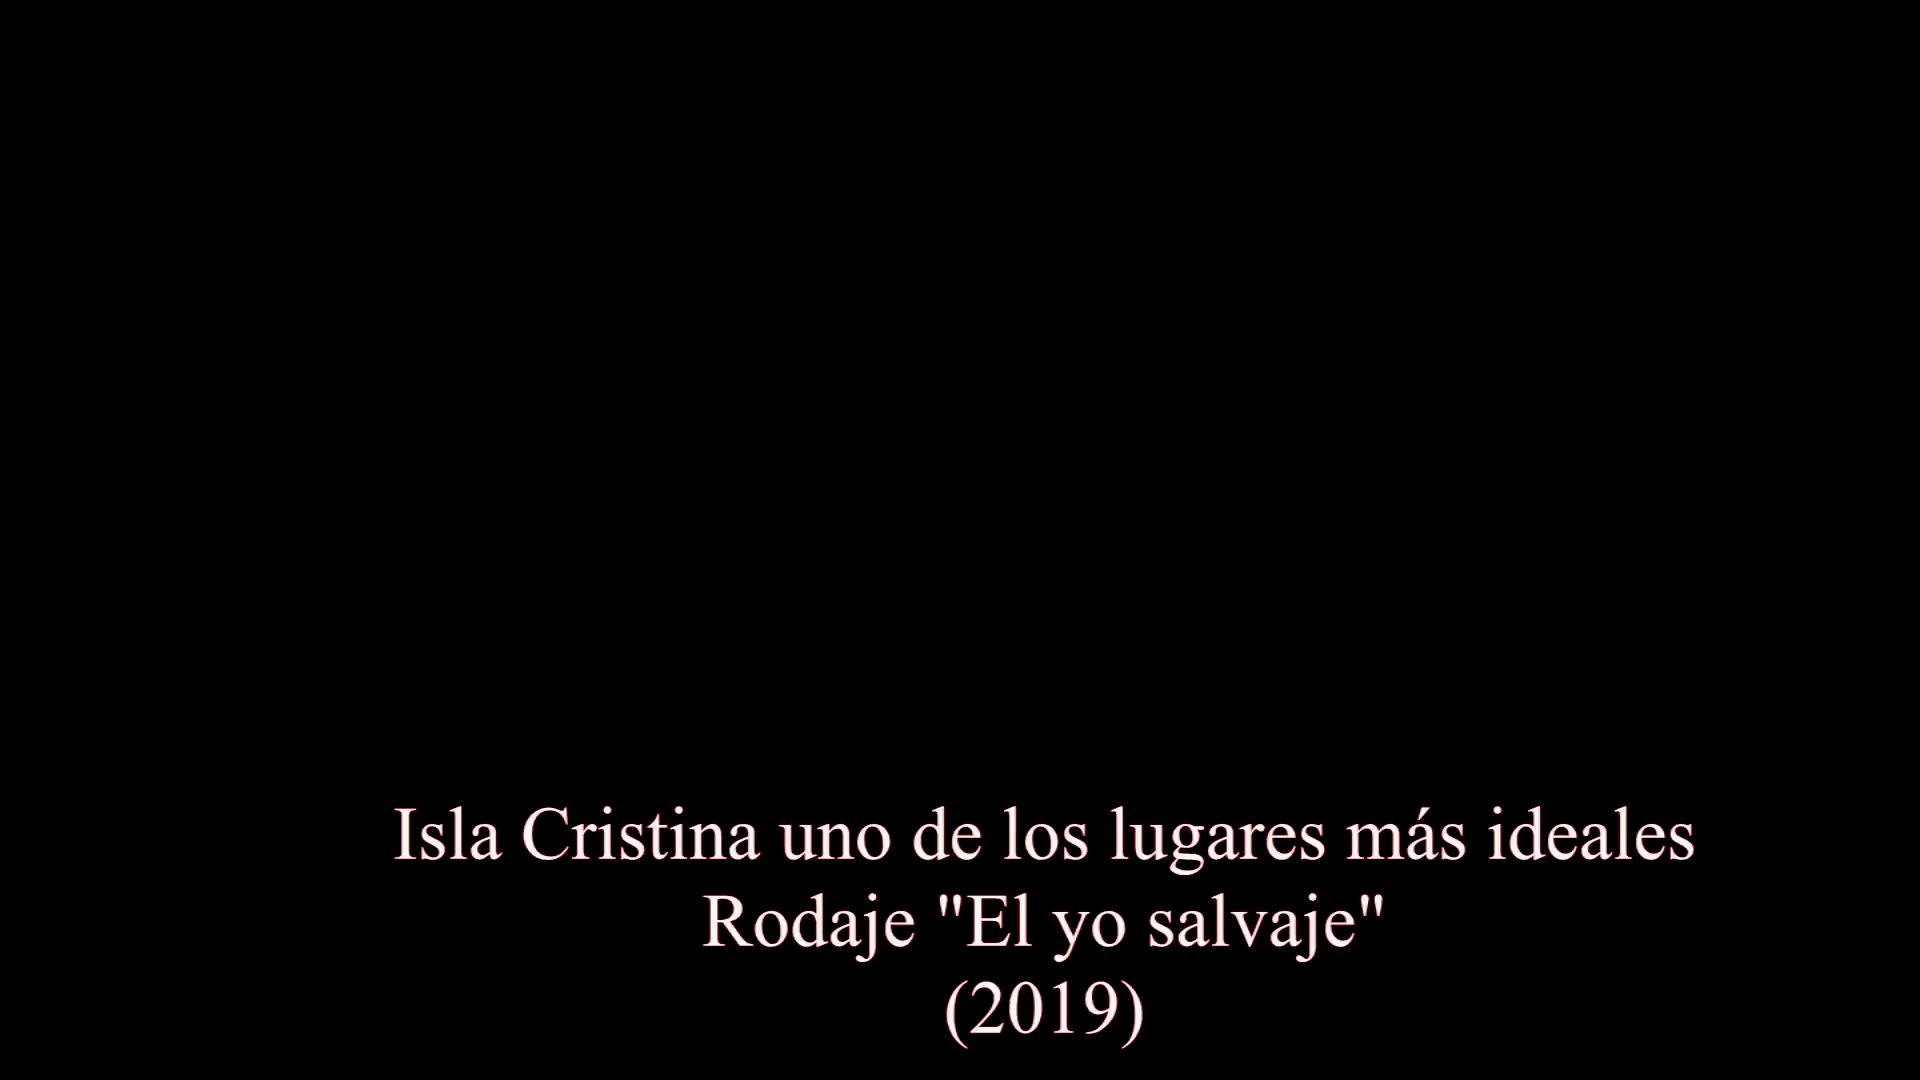 Isla Cristina uno de los lugares más ideales
Rodaje "El yo salvaje"
(2019)